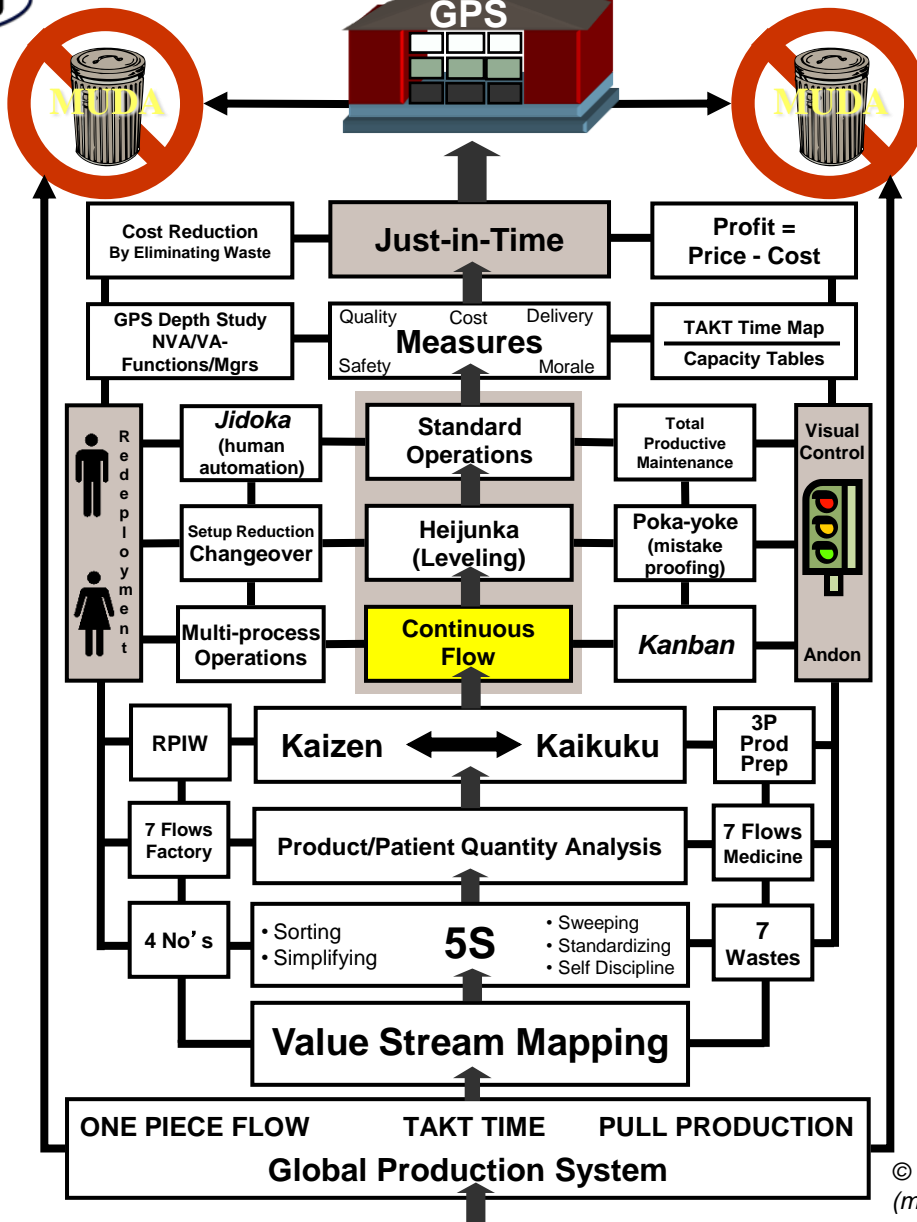 GPS
MUDA
MUDA
Cost Reduction
By Eliminating Waste
Just-in-Time
Profit =
Price - Cost
GPS Depth Study
NVA/VA-
Functions/Mgrs
Quality Cost Delivery
Measures
Safety Morale
TAKT Time Map
Capacity Tables
Redeployment
Jidoka
(human
automation)
Standard
Operations
Total
Productive
Maintenance
Visual
Control
Setup Reduction
Changeover
Heijunka
(Leveling)
Poka-yoke
(mistake
proofing)
Multi-process
Operations
Continuous
Flow
Kanban
Andon
RPIW
Kaizen Kaikuku
3P
Prod
Prep
7 Flows
Factory
Product/Patient Quantity Analysis
7 Flows
Medicine
4 No's
• Sorting
• Simplifying
5S
• Sweeping
• Standardizing
• Self Discipline
7
Wastes
Value Stream Mapping
ONE PIECE FLOW TAKT TIME PULL PRODUCTION
Global Production System
©
(m